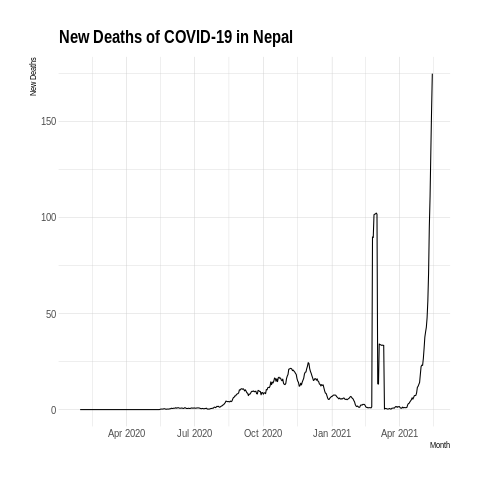 New Deaths of COVID-19 in Nepal
New Deaths
150
100
50
0
Apr 2020 Jul 2020 Oct 2020 Jan 2021 Apr 2021
Month